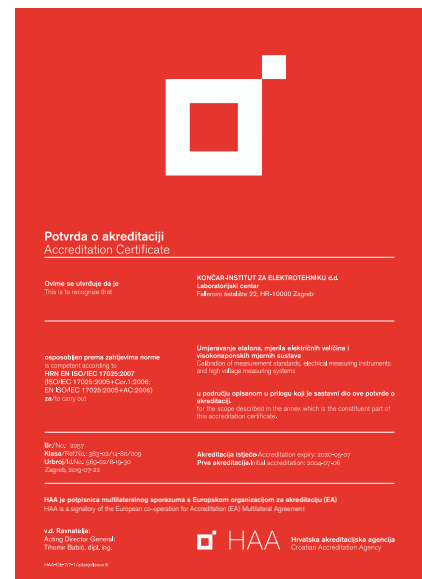 Potvrda o akreditaciji
Accreditation Certificate
Ovime se utvrđuje da je
This is to recognize that
KONČAR-INSTITUT ZA ELEKTROTEHNIKU d.d.
Laboratorijski centar
Fallerovo šetalište 22, HR-10000 Zagreb
osposobljen prema zahtjevima norme
is competent according to
HRN EN ISO/IEC 17025:2007
(ISO/IEC 17025:2005+Cor.1:2006;
EN ISO/IEC 17025:2005+AC:2006)
za/to carry out
Umjeravanje etalona, mjerila električnih veličina i
visokonaponskih mjernih sustava
Calibration of measurement standards, electrical measuring instruments
and high voltage measuring systems
u području opisanom u prilogu koji je sastavni dio ove potvrde o
akreditaciji.
for the scope described in the annex which is the constituent part of
this accreditation certificate.
Br/No.: 2057
Klasa/Ref.No.: 383-02/14-80/009
Urbroj/Id.No.: 569-02/8-19-30
Zagreb, 2019-07-22
Akreditacija istječe/Accreditation expiry: 2020-05-07
Prva akreditacija/Initial accreditation: 2004-07-06
HAA je potpisnica multilateralnog sporazuma s Europskom organizacijom za akreditaciju (EA)
HAA is a signatory of the European co-operation for Accreditation (EA) Multilateral Agreement
v.d. Ravnatelja:
Acting Director General:
Tihomir Babić, dipl. ing.
HAA
Hrvatska akreditacijska agencija
Croatian Accreditation Agency